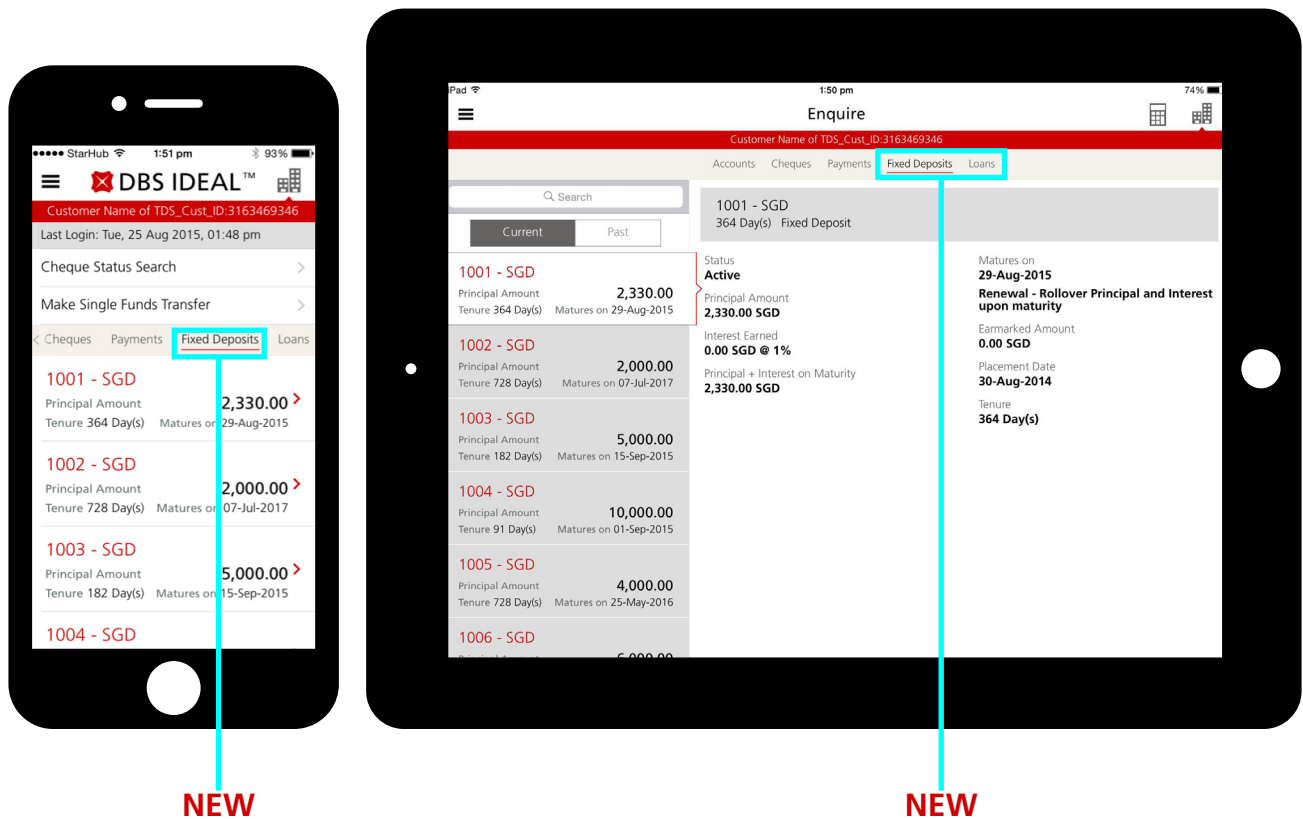 StarHub 1:51 pm 93%
DBS IDEAL™
Customer Name of TDS_Cust_ID:3163469346
Last Login: Tue, 25 Aug 2015, 01:48 pm
Cheque Status Search
Make Single Funds Transfer
Cheques Payments Fixed Deposits Loans
1001 - SGD
Principal Amount 2,330.00
Tenure 364 Day(s) Matures on 29-Aug-2015
1002 - SGD
Principal Amount 2,000.00
Tenure 728 Day(s) Matures on 07-Jul-2017
1003 - SGD
Principal Amount 5,000.00
Tenure 182 Day(s) Matures on 15-Sep-2015
1004 - SGD
NEW
iPad 1:50 pm 74%
Enquire
Customer Name of TDS_Cust_ID:3163469346
Accounts Cheques Payments Fixed Deposits Loans
Search
Current Past
1001 - SGD
Principal Amount 2,330.00
Tenure 364 Day(s) Matures on 29-Aug-2015
1002 - SGD
Principal Amount 2,000.00
Tenure 728 Day(s) Matures on 07-Jul-2017
1003 - SGD
Principal Amount 5,000.00
Tenure 182 Day(s) Matures on 15-Sep-2015
1004 - SGD
Principal Amount 10,000.00
Tenure 91 Day(s) Matures on 01-Sep-2015
1005 - SGD
Principal Amount 4,000.00
Tenure 728 Day(s) Matures on 25-May-2016
1006 - SGD
Principal Amount 6,000.00
1001 - SGD
364 Day(s) Fixed Deposit
Status
Active
Principal Amount
2,330.00 SGD
Interest Earned
0.00 SGD @ 1%
Principal + Interest on Maturity
2,330.00 SGD
Matures on
29-Aug-2015
Renewal - Rollover Principal and Interest
upon maturity
Earmarked Amount
0.00 SGD
Placement Date
30-Aug-2014
Tenure
364 Day(s)
NEW